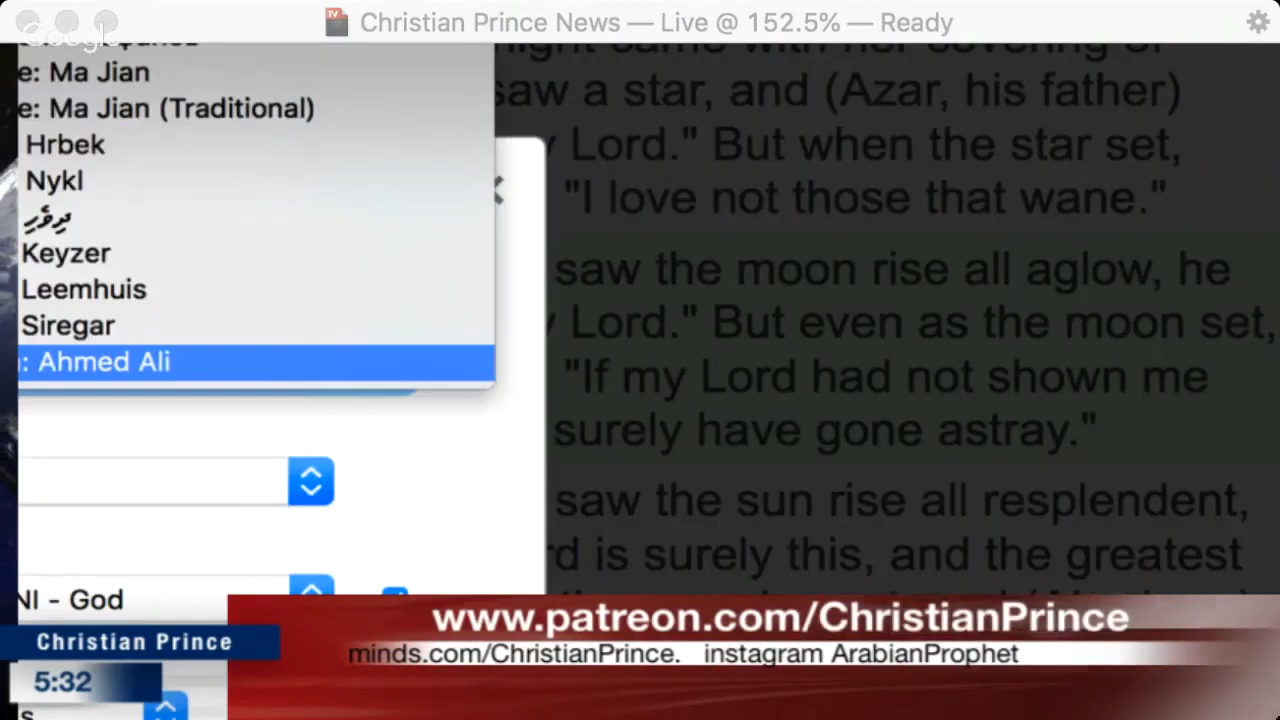 Christian Prince News — Live @ 152.5% — Ready
Google
e: Ma Jian
e: Ma Jian (Traditional)
Hrbek
Nykl
ދިވެހި
Keyzer
Leemhuis
Siregar
: Ahmed Ali
saw a star, and (Azar, his father)
Lord." But when the star set,
"I love not those that wane."
saw the moon rise all aglow, he
Lord." But even as the moon set,
"If my Lord had not shown me
surely have gone astray."
saw the sun rise all resplendent,
rd is surely this, and the greatest
NI - God
www.patreon.com/ChristianPrince
Christian Prince
minds.com/ChristianPrince. instagram ArabianProphet
5:32